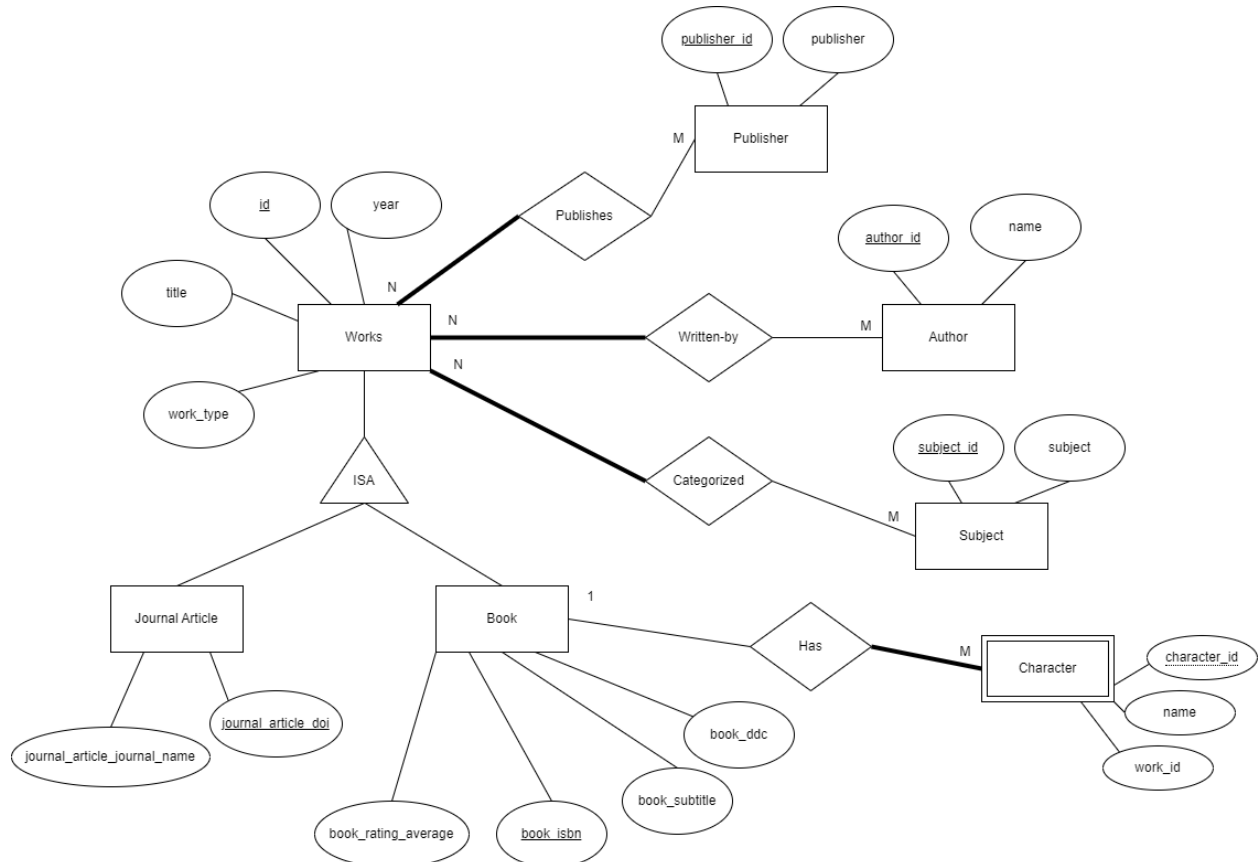 publisher_id
publisher
Publisher
M
Publishes
id
year
title
N
Works
work_type
N
Written-by
M
author_id
name
Author
N
Categorized
M
subject_id
subject
Subject
ISA
Journal Article
journal_article_journal_name
journal_article_doi
Book
1
book_rating_average
book_isbn
book_subtitle
book_ddc
Has
M
Character
character_id
name
work_id